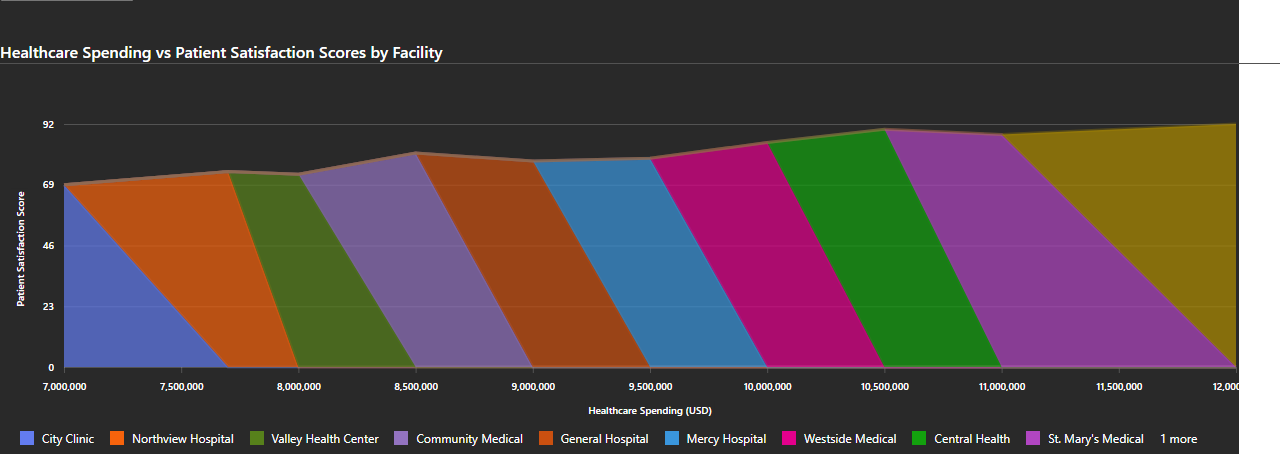 Healthcare Spending vs Patient Satisfaction Scores by Facility
92
69
46
23
0
Patient Satisfaction Score
7,000,000 7,500,000 8,000,000 8,500,000 9,000,000 9,500,000 10,000,000 10,500,000 11,000,000 11,500,000 12,000
Healthcare Spending (USD)
City Clinic Northview Hospital Valley Health Center Community Medical General Hospital Mercy Hospital Westside Medical Central Health St. Mary's Medical 1 more